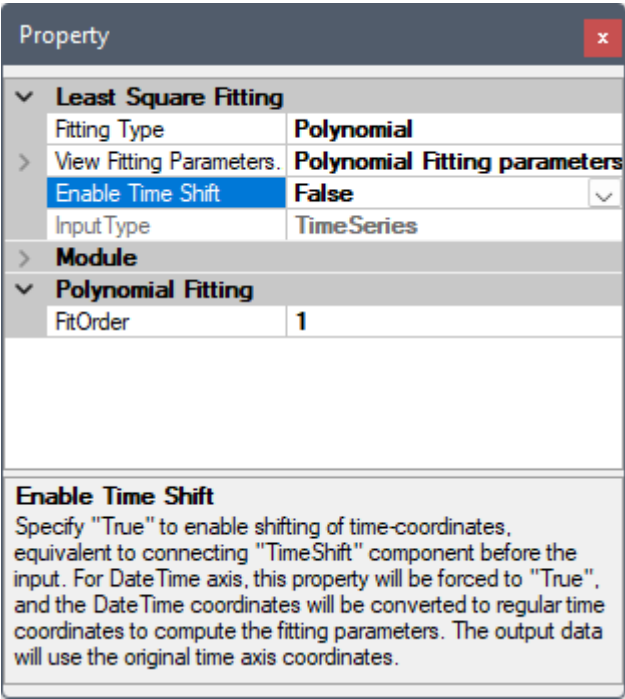 Property
x
Least Square Fitting
Fitting Type Polynomial
View Fitting Parameters. Polynomial Fitting parameters
Enable Time Shift False
InputType TimeSeries
Module
Polynomial Fitting
FitOrder 1
Enable Time Shift
Specify "True" to enable shifting of time-coordinates,
equivalent to connecting "TimeShift" component before the
input. For DateTime axis, this property will be forced to "True",
and the DateTime coordinates will be converted to regular time
coordinates to compute the fitting parameters. The output data
will use the original time axis coordinates.